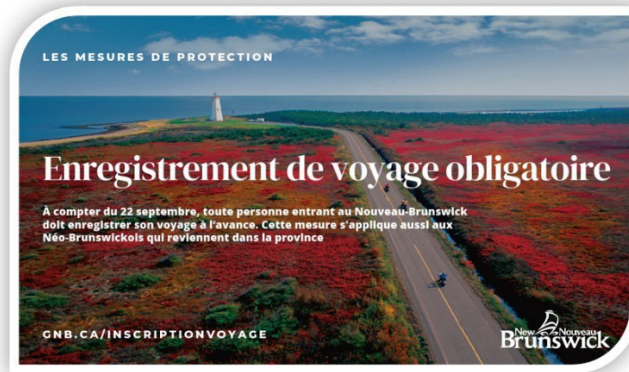 LES MESURES DE PROTECTION
Enregistrement de voyage obligatoire
À compter du 22 septembre, toute personne entrant au Nouveau-Brunswick
doit enregistrer son voyage à l'avance. Cette mesure s'applique aussi aux
Néo-Brunswickois qui reviennent dans la province
GNB.CA/INSCRIPTIONVOYAGE
New Nouveau
Brunswick